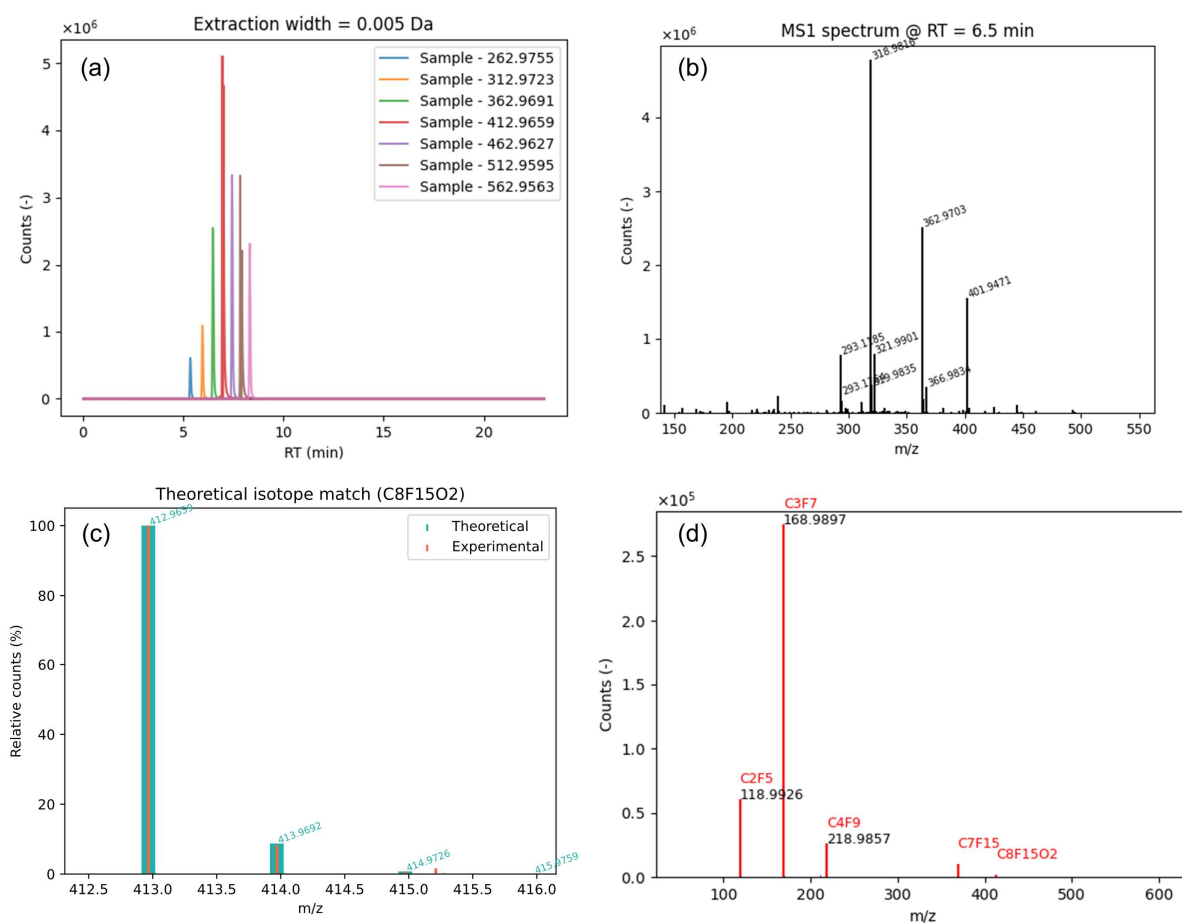 Extraction width = 0.005 Da
×10⁶
(a)
Sample - 262.9755
Sample - 312.9723
Sample - 362.9691
Sample - 412.9659
Sample - 462.9627
Sample - 512.9595
Sample - 562.9563
Counts (-)
5
4
3
2
1
0
0 5 10 15 20
RT (min)
MS1 spectrum @ RT = 6.5 min
×10⁶
(b)
318.9816
362.9703
401.9471
293.1185
321.9901
319.9835
366.9834
Counts (-)
4
3
2
1
0
150 200 250 300 350 400 450 500 550
m/z
Theoretical isotope match (C8F15O2)
(c)
412.9659
Theoretical
Experimental
413.9692
414.9726
415.9759
Relative counts (%)
100
80
60
40
20
0
412.5 413.0 413.5 414.0 414.5 415.0 415.5 416.0
m/z
×10⁵
(d)
C3F7
168.9897
C2F5
118.9926
C4F9
218.9857
C7F15
C8F15O2
Counts (-)
2.5
2.0
1.5
1.0
0.5
0.0
100 200 300 400 500 600
m/z